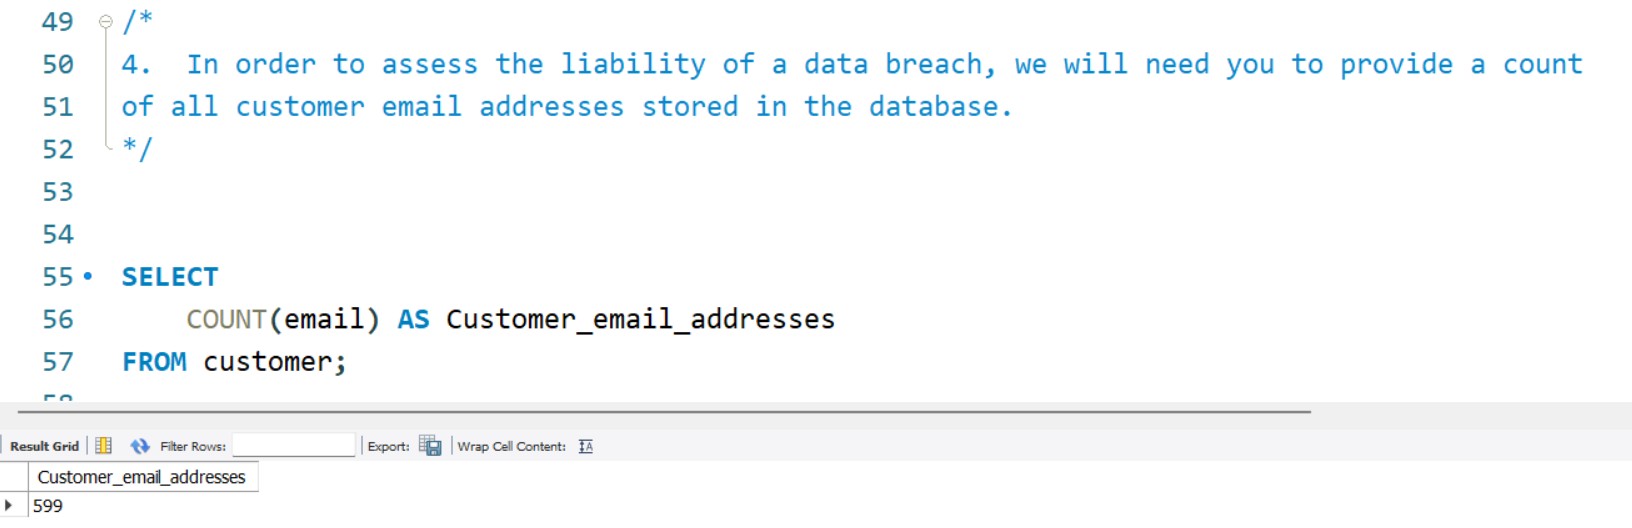 49 /*
50 4.  In order to assess the liability of a data breach, we will need you to provide a count
51 of all customer email addresses stored in the database.
52 */
53
54
55 SELECT
56 COUNT(email) AS Customer_email_addresses
57 FROM customer;
Result Grid Filter Rows: Export: Wrap Cell Content: IA
Customer_email_addresses
599